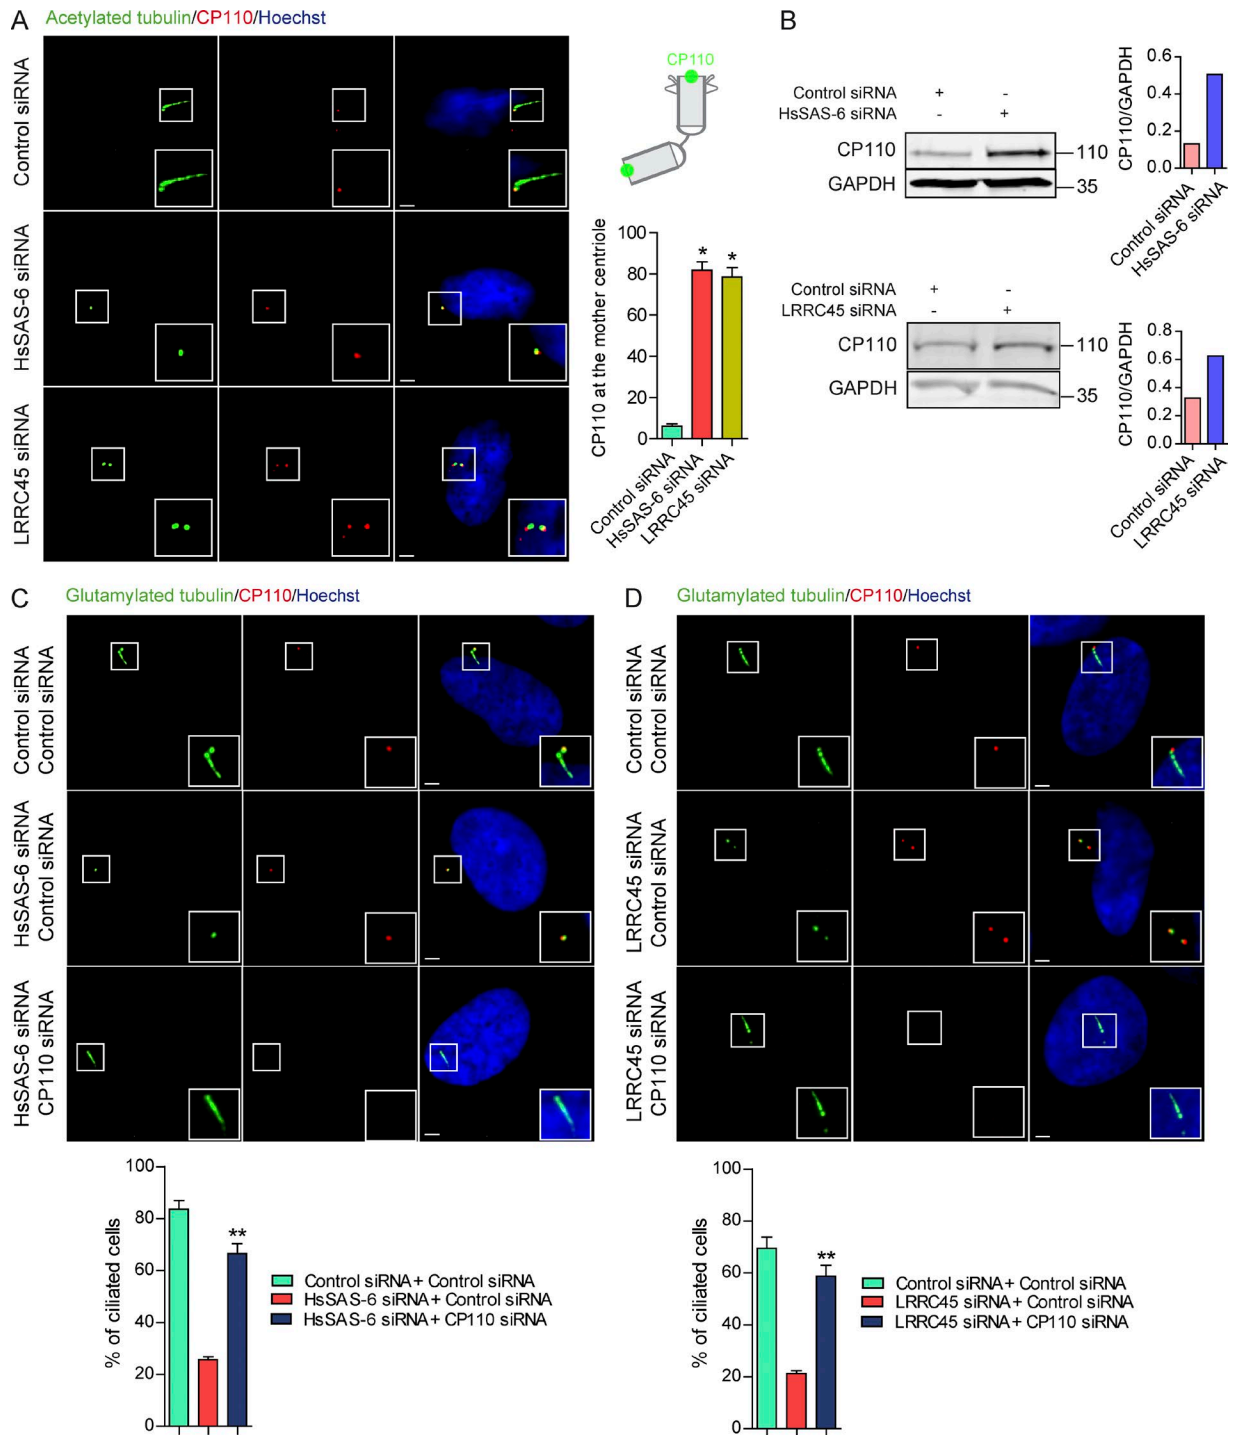 A
Acetylated tubulin/CP110/Hoechst
Control siRNA
HsSAS-6 siRNA
LRRC45 siRNA
CP110
CP110 at the mother centriole
100
80
60
40
20
0
*
*
Control siRNA
HsSAS-6 siRNA
LRRC45 siRNA
B
Control siRNA + -
HsSAS-6 siRNA - +
CP110
110
GAPDH
35
CP110/GAPDH
0.6
0.4
0.2
0.0
Control siRNA
HsSAS-6 siRNA
Control siRNA + -
LRRC45 siRNA - +
CP110
110
GAPDH
35
CP110/GAPDH
0.8
0.6
0.4
0.2
0.0
Control siRNA
LRRC45 siRNA
C
Glutamylated tubulin/CP110/Hoechst
Control siRNA
Control siRNA
HsSAS-6 siRNA
Control siRNA
HsSAS-6 siRNA
CP110 siRNA
% of ciliated cells
100
80
60
40
20
0
**
Control siRNA+ Control siRNA
HsSAS-6 siRNA+ Control siRNA
HsSAS-6 siRNA+ CP110 siRNA
D
Glutamylated tubulin/CP110/Hoechst
Control siRNA
Control siRNA
LRRC45 siRNA
Control siRNA
LRRC45 siRNA
CP110 siRNA
% of ciliated cells
100
80
60
40
20
0
**
Control siRNA+ Control siRNA
LRRC45 siRNA+ Control siRNA
LRRC45 siRNA+ CP110 siRNA